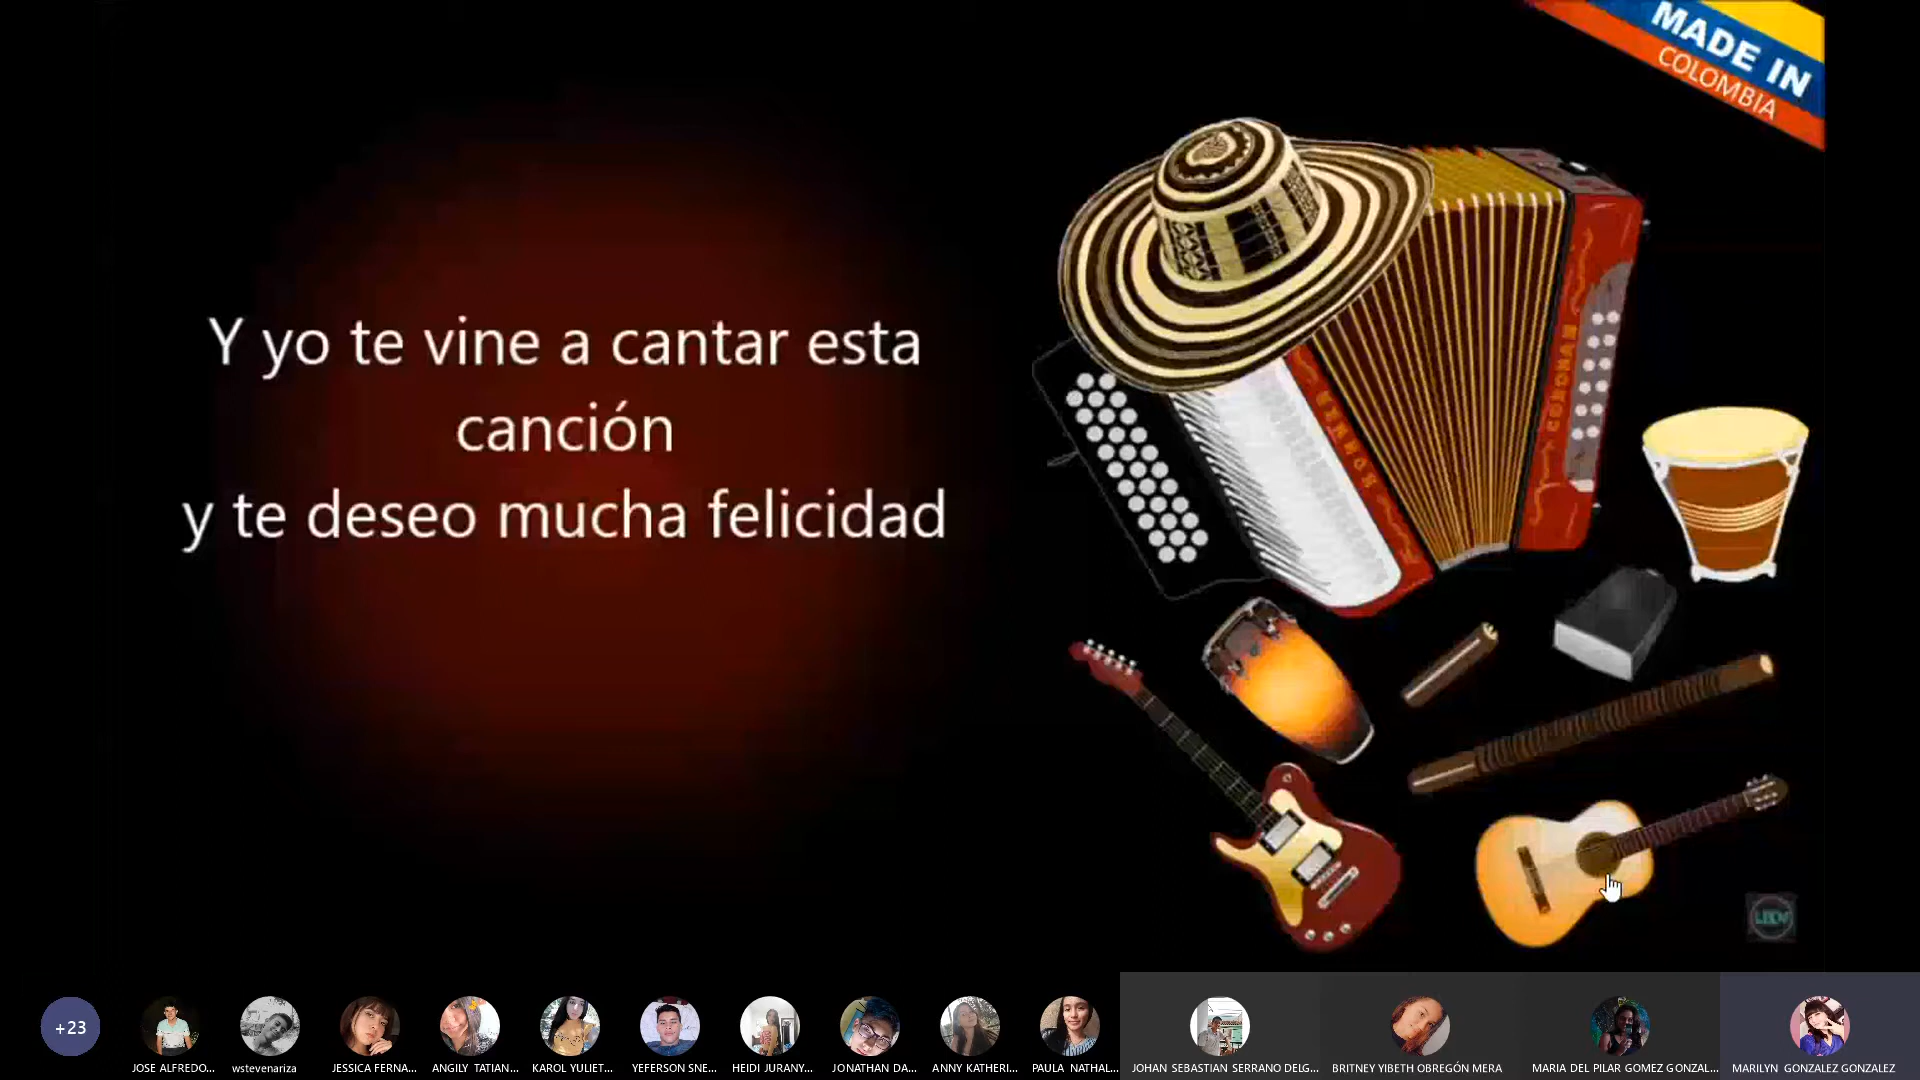 MADE IN
COLOMBIA
Y yo te vine a cantar esta
canción
y te deseo mucha felicidad
+23
JOSE ALFREDO...
wstevenariza
JESSICA FERNA...
ANGILY TATIAN...
KAROL YULIET...
YEFERSON SNE...
HEIDI JURANY...
JONATHAN DA...
ANNY KATHERI...
PAULA NATHAL...
JOHAN SEBASTIAN SERRANO DELG...
BRITNEY YIBETH OBREGÓN MERA
MARIA DEL PILAR GOMEZ GONZAL...
MARILYN GONZALEZ GONZALEZ